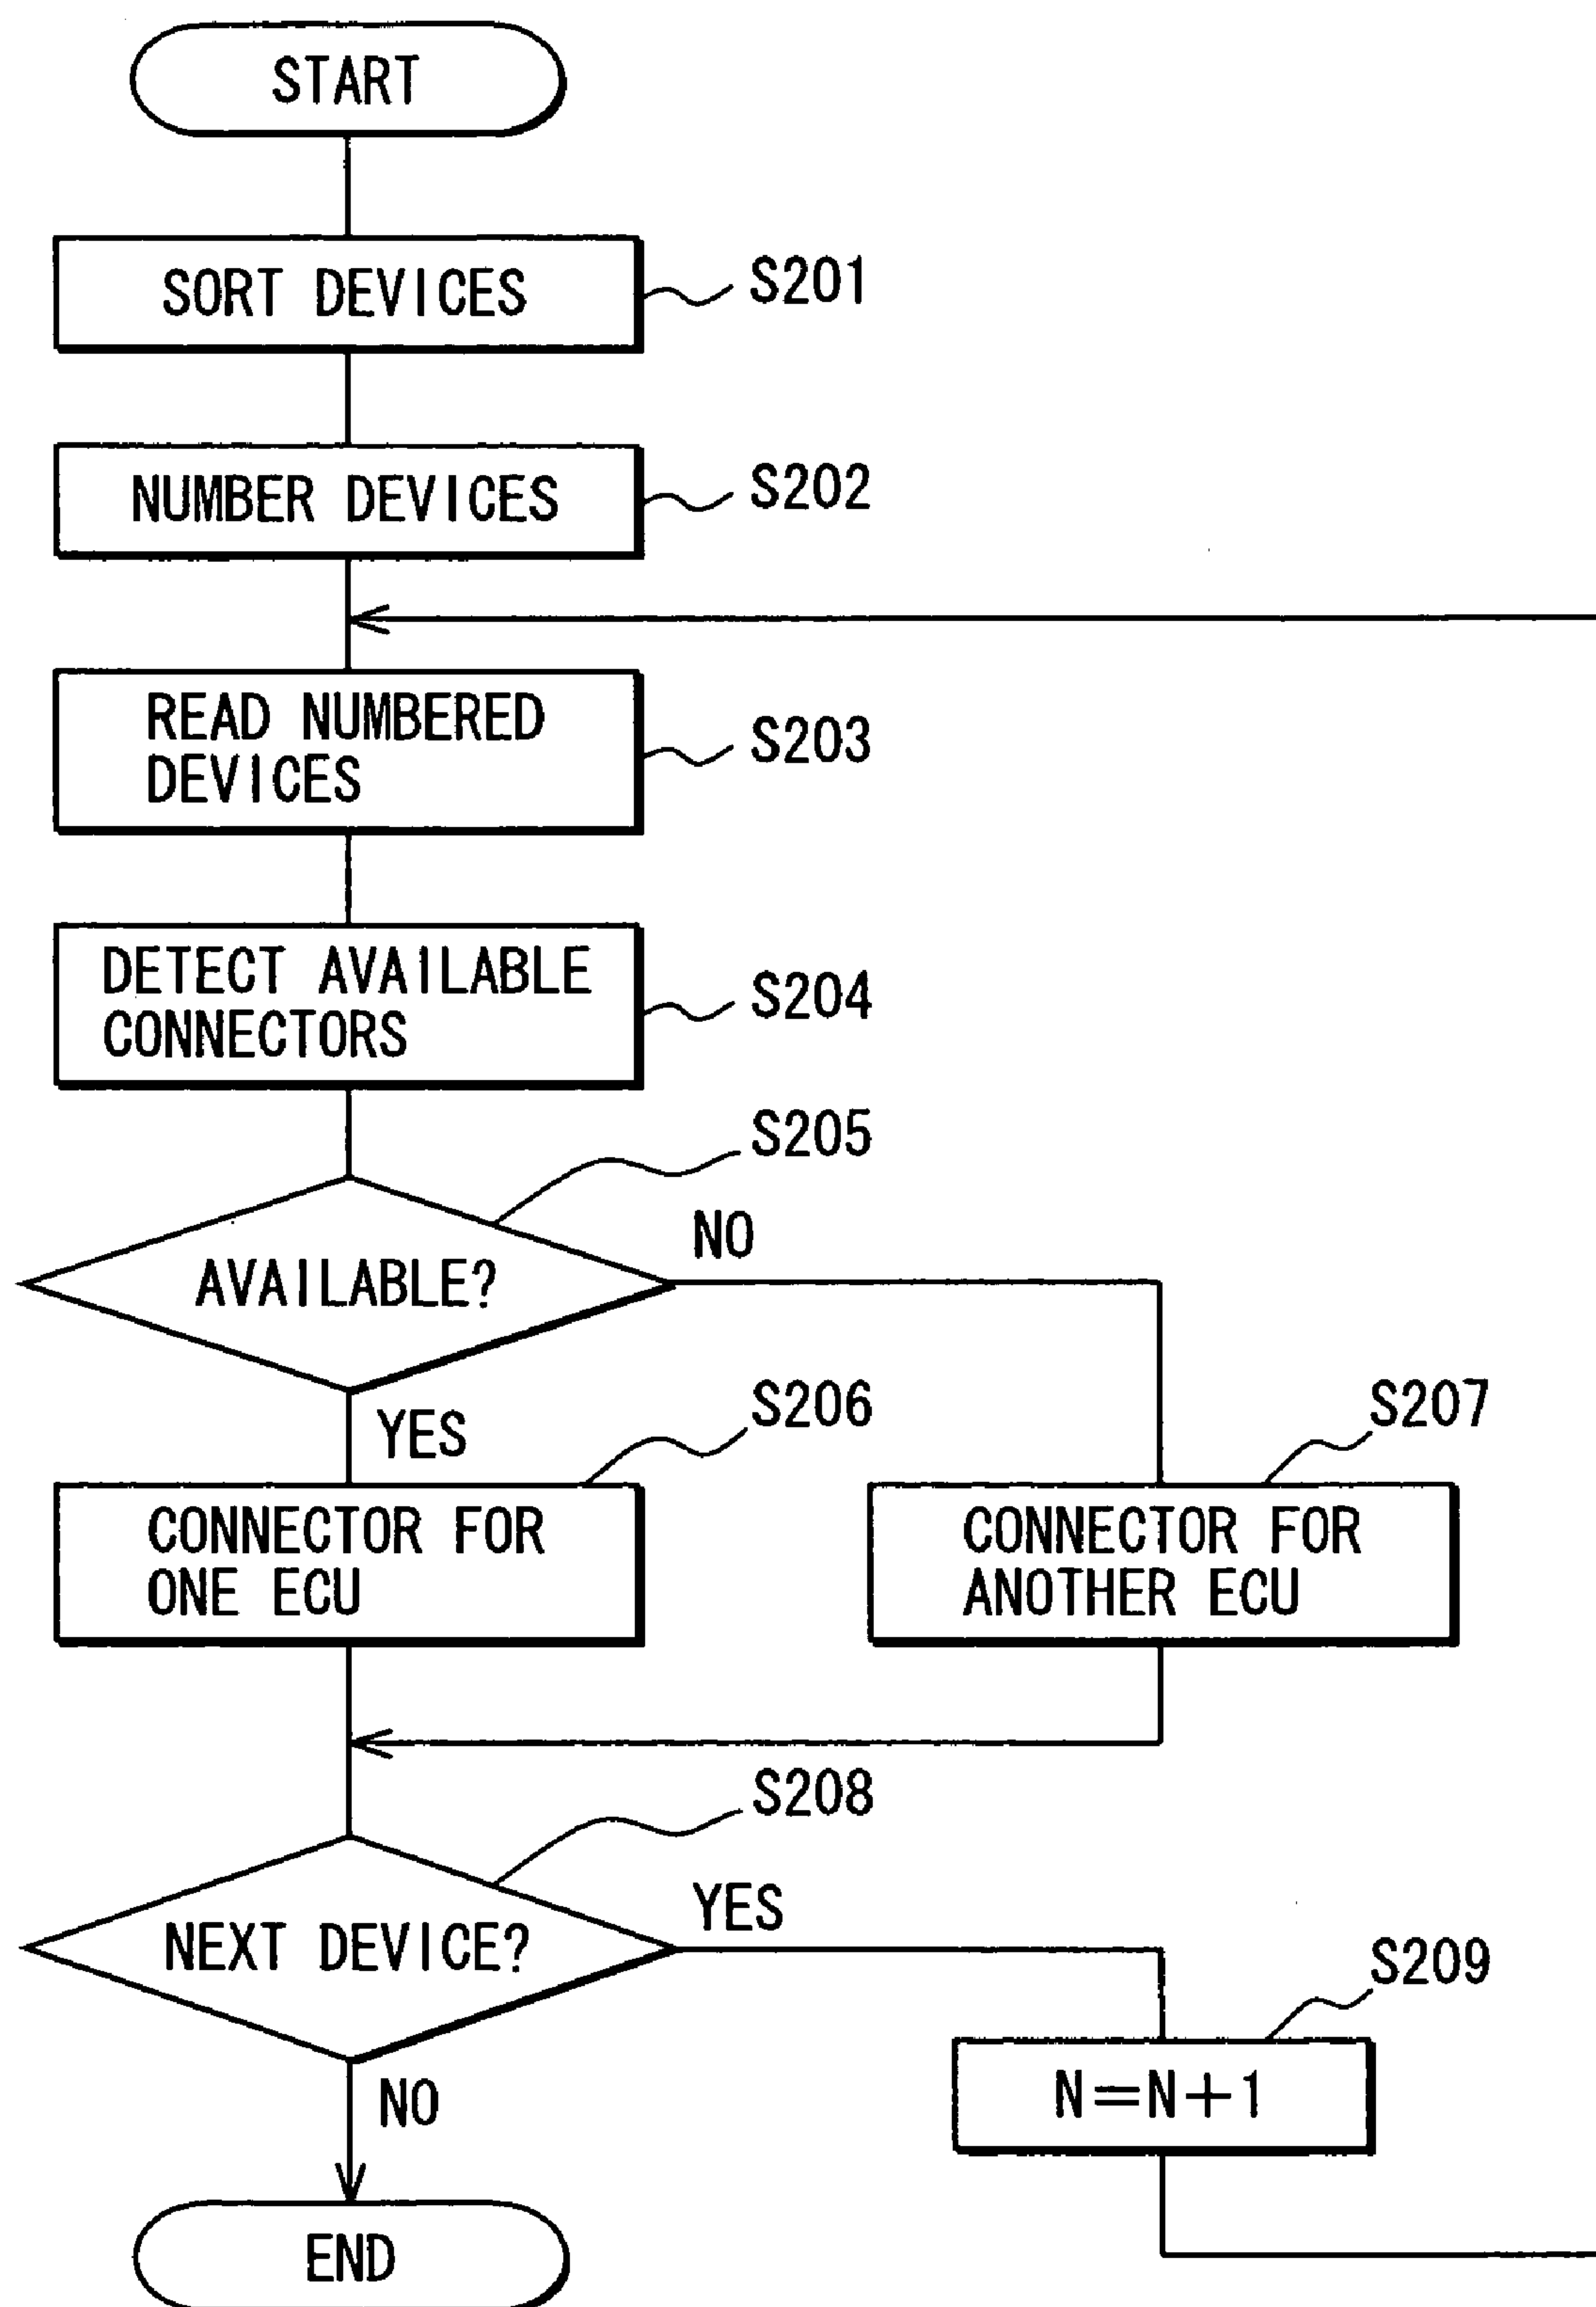 START
SORT DEVICES
S201
NUMBER DEVICES
S202
READ NUMBERED
DEVICES
S203
DETECT AVAILABLE
CONNECTORS
S204
S205
AVAILABLE?
NO
YES
S206
CONNECTOR FOR
ONE ECU
S207
CONNECTOR FOR
ANOTHER ECU
S208
NEXT DEVICE?
YES
S209
N=N+1
NO
END